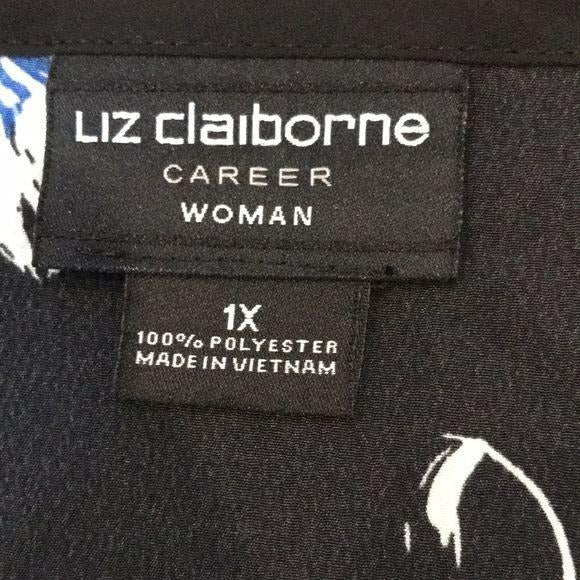 LIZ claiborne
CAREER
WOMAN
1X
100% POLYESTER
MADE IN VIETNAM